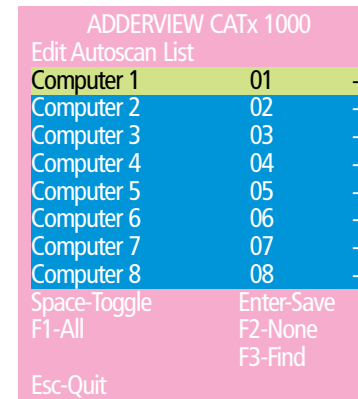 ADDERVIEW CATx 1000
Edit Autoscan List
Computer 1 01 -
Computer 2 02 -
Computer 3 03 -
Computer 4 04 -
Computer 5 05 -
Computer 6 06 -
Computer 7 07 -
Computer 8 08 -
Space-Toggle Enter-Save
F1-All F2-None
F3-Find
Esc-Quit